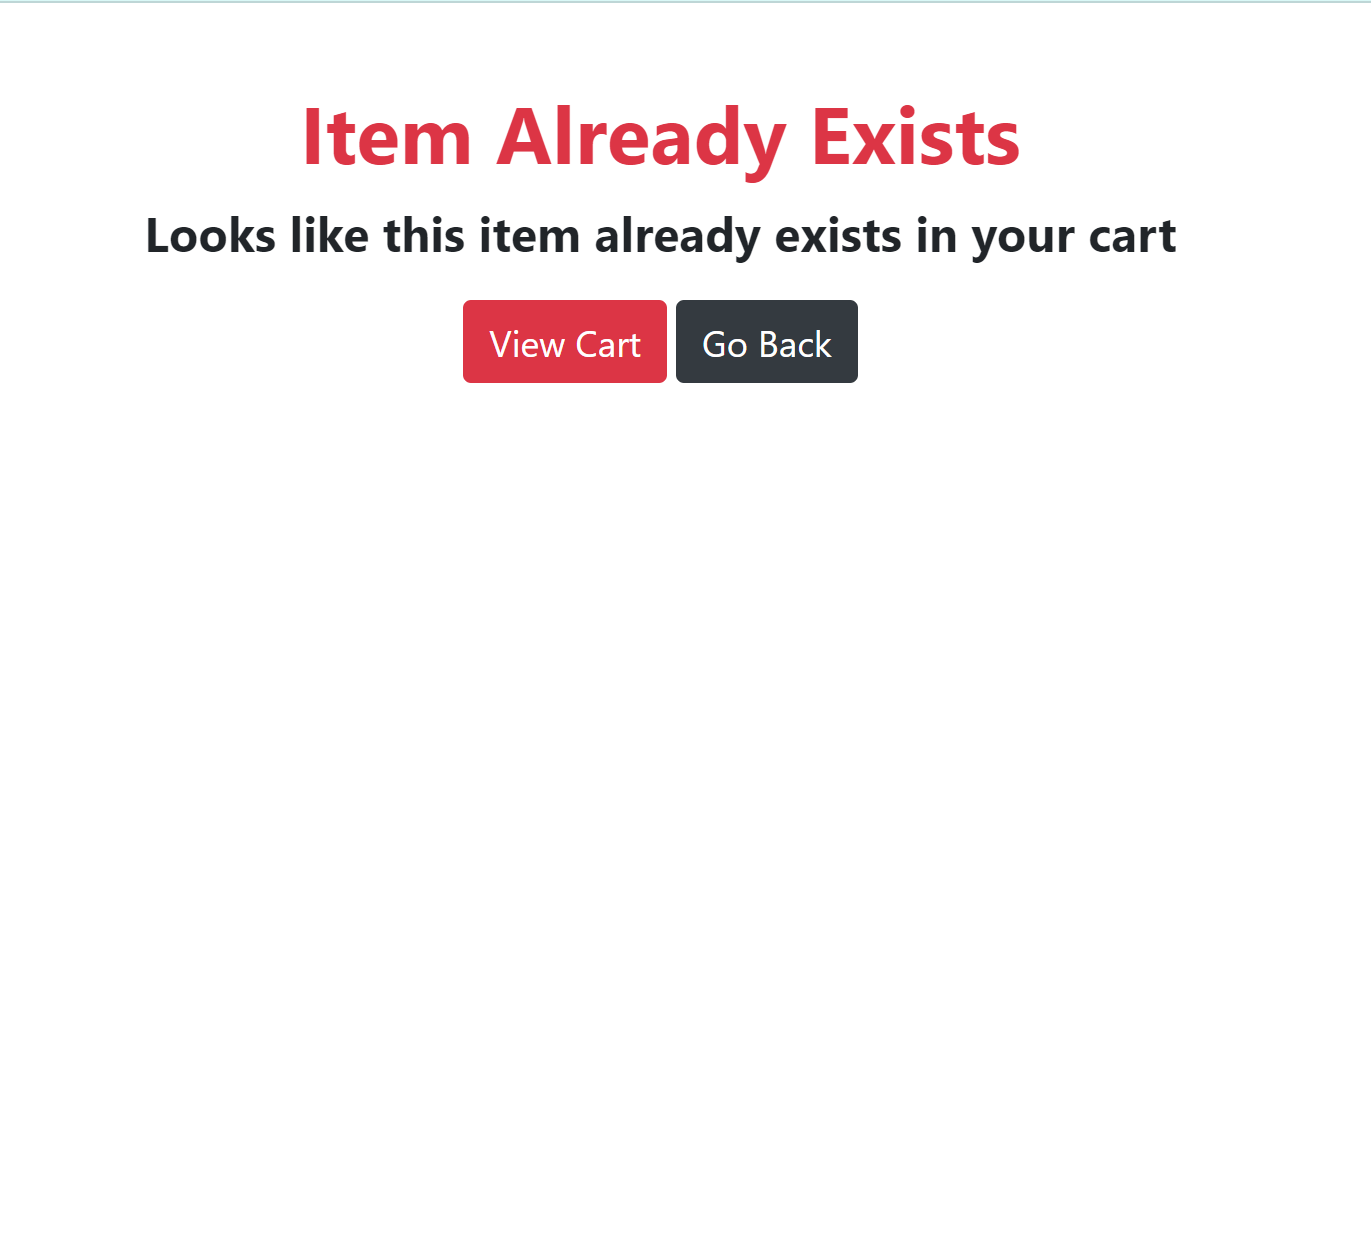 Item Already Exists
Looks like this item already exists in your cart
View Cart Go Back